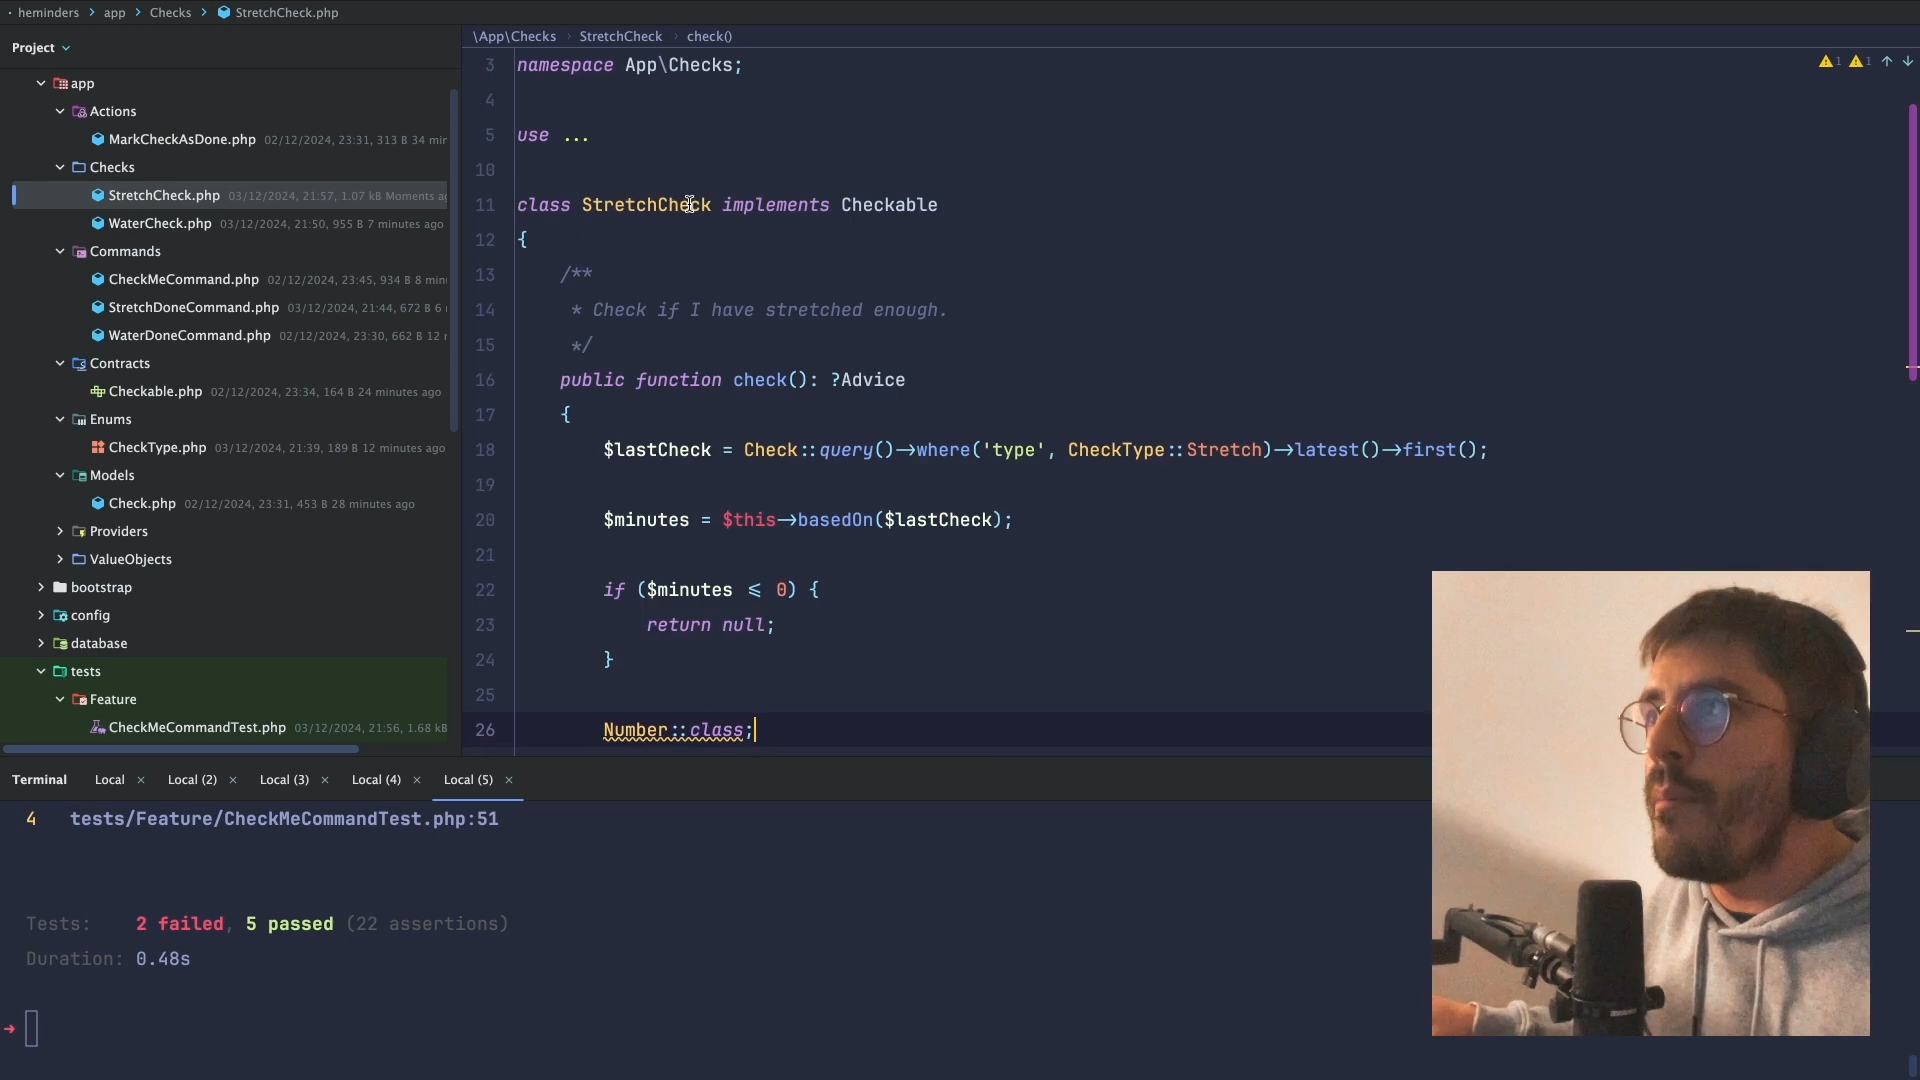 heminders > app > Checks > StretchCheck.php
Project
app
Actions
MarkCheckAsDone.php 02/12/2024, 23:31, 313 B 34 min
Checks
StretchCheck.php 03/12/2024, 21:57, 1.07 kB Moments ag
WaterCheck.php 03/12/2024, 21:50, 955 B 7 minutes ago
Commands
CheckMeCommand.php 02/12/2024, 23:45, 934 B 8 min
StretchDoneCommand.php 03/12/2024, 21:44, 672 B 6
WaterDoneCommand.php 02/12/2024, 23:30, 662 B 12
Contracts
Checkable.php 02/12/2024, 23:34, 164 B 24 minutes ago
Enums
CheckType.php 03/12/2024, 21:39, 189 B 12 minutes ago
Models
Check.php 02/12/2024, 23:31, 453 B 28 minutes ago
Providers
ValueObjects
bootstrap
config
database
tests
Feature
CheckMeCommandTest.php 03/12/2024, 21:56, 1.68 kB
\App\Checks > StretchCheck > check()
1 1
3 namespace App\Checks;
4
5 use ...
10
11 class StretchCheck implements Checkable
12 {
13 /**
14 * Check if I have stretched enough.
15 */
16 public function check(): ?Advice
17 {
18 $lastCheck = Check::query()->where('type', CheckType::Stretch)->latest()->first();
19
20 $minutes = $this->basedOn($lastCheck);
21
22 if ($minutes <= 0) {
23 return null;
24 }
25
26 Number::class;
Terminal Local × Local (2) × Local (3) × Local (4) × Local (5) ×
4 tests/Feature/CheckMeCommandTest.php:51
Tests: 2 failed, 5 passed (22 assertions)
Duration: 0.48s
➜